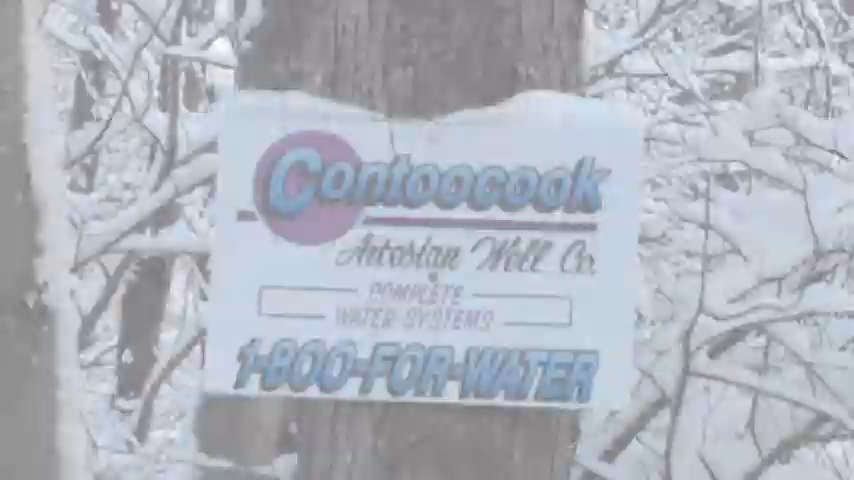 Contoocook
Artesian Well Co.
COMPLETE
WATER SYSTEMS
1-800-FOR-WATER